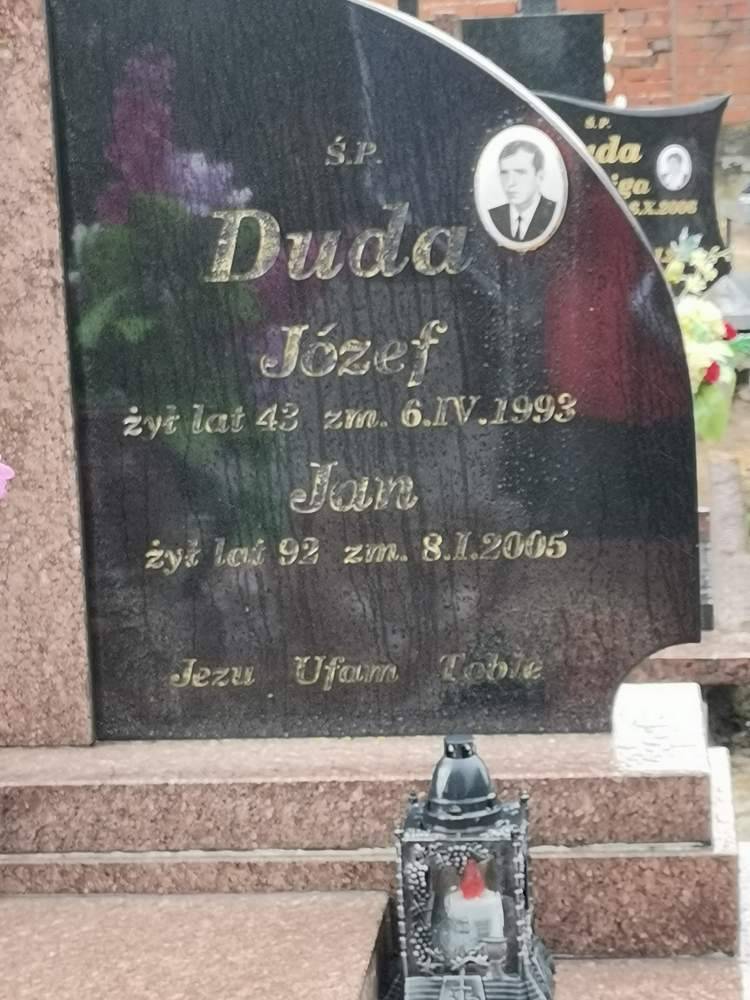 Ś.P.
Duda
Józef
żył lat 43 zm. 6.IV.1993
Jan
żył lat 92 zm. 8.I.2005
Jezu Ufam Tobie
Ś.P.